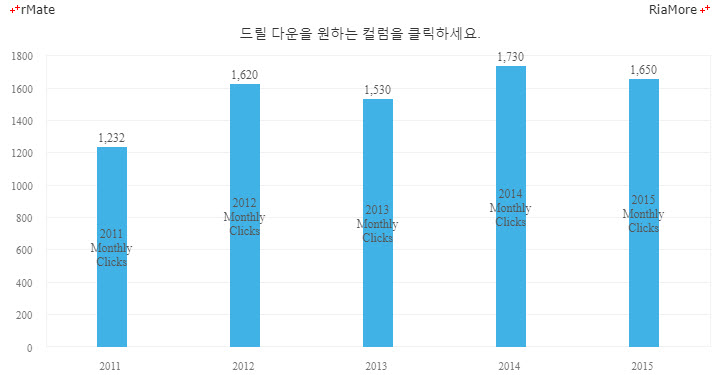 rMate
RiaMore
드릴 다운을 원하는 컬럼을 클릭하세요.
1800
1600
1400
1200
1000
800
600
400
200
0
1,232
1,620
1,530
1,730
1,650
2011
Monthly
Clicks
2012
Monthly
Clicks
2013
Monthly
Clicks
2014
Monthly
Clicks
2015
Monthly
Clicks
2011
2012
2013
2014
2015